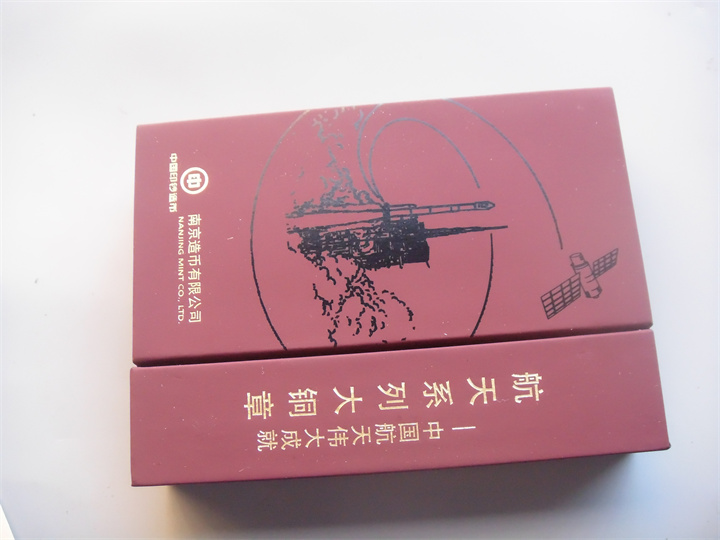 中国印钞造币
南京造币有限公司
NANJING MINT CO., LTD.
航天系列大铜章
—中国航天伟大成就